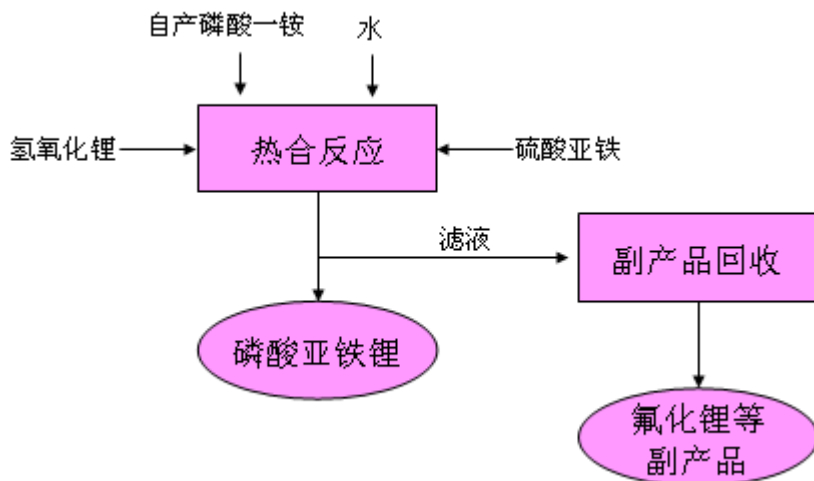 自产磷酸一铵
水
氢氧化锂
热合反应
硫酸亚铁
滤液
副产品回收
磷酸亚铁锂
氟化锂等
副产品